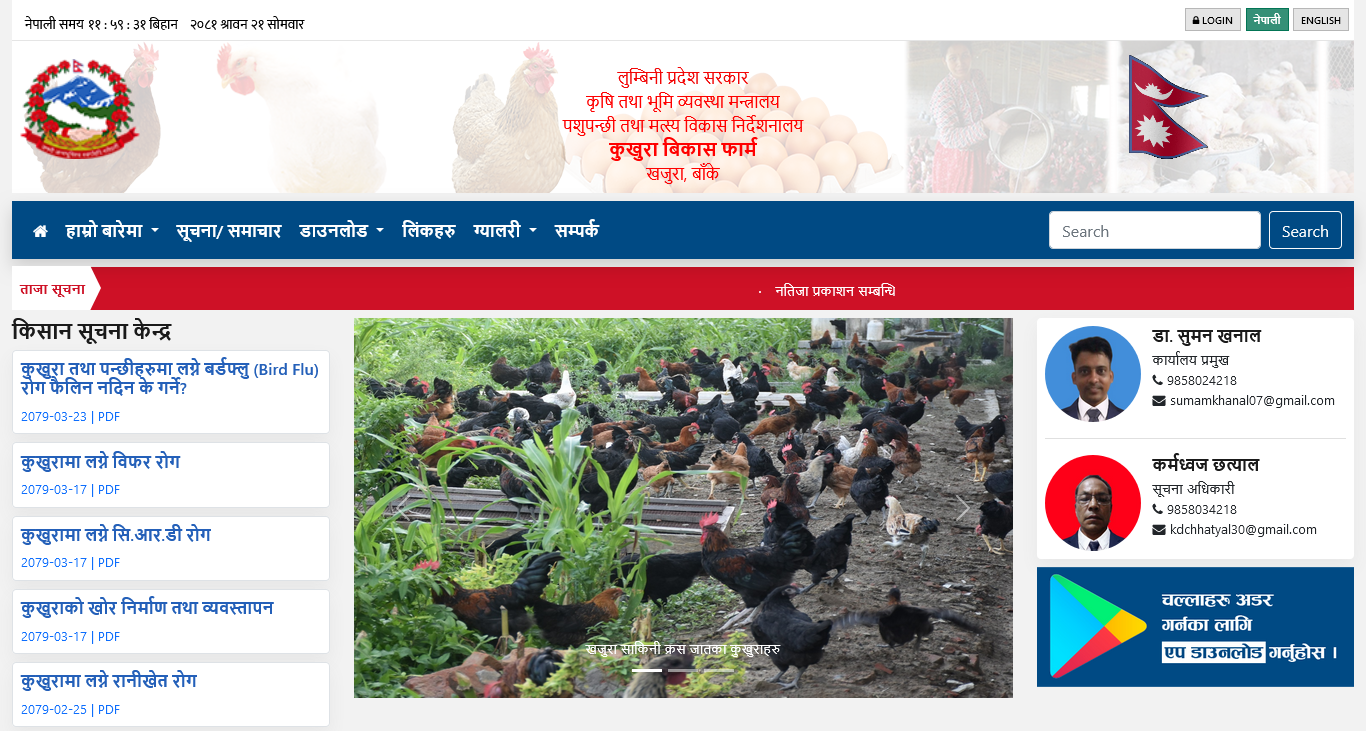 नेपाली समय ११ : ५९ : ३१ बिहान २०८१ श्रावन २१ सोमवार
LOGIN नेपाली ENGLISH
लुम्बिनी प्रदेश सरकार
कृषि तथा भूमि व्यवस्था मन्त्रालय
पशुपन्छी तथा मत्स्य विकास निर्देशनालय
कुखुरा बिकास फार्म
खजुरा, बाँके
हाम्रो बारेमा सूचना/ समाचार डाउनलोड लिंकहरु ग्यालरी सम्पर्क Search Search
ताजा सूचना · नतिजा प्रकाशन सम्बन्धि
किसान सूचना केन्द्र
कुखुरा तथा पन्छीहरुमा लग्ने बर्डफ्लु (Bird Flu)
रोग फैलिन नदिन के गर्ने?
2079-03-23 | PDF
कुखुरामा लग्ने विफर रोग
2079-03-17 | PDF
कुखुरामा लग्ने सि.आर.डी रोग
2079-03-17 | PDF
कुखुराको खोर निर्माण तथा व्यवस्तापन
2079-03-17 | PDF
कुखुरामा लग्ने रानीखेत रोग
2079-02-25 | PDF
खजुरा साकिनी क्रस जातका कुखुराहरु
डा. सुमन खनाल
कार्यालय प्रमुख
9858024218
sumamkhanal07@gmail.com
कर्मध्वज छत्याल
सूचना अधिकारी
9858034218
kdchhatyal30@gmail.com
चल्लाहरु अडर
गर्नका लागि
एप डाउनलोड गर्नुहोस ।